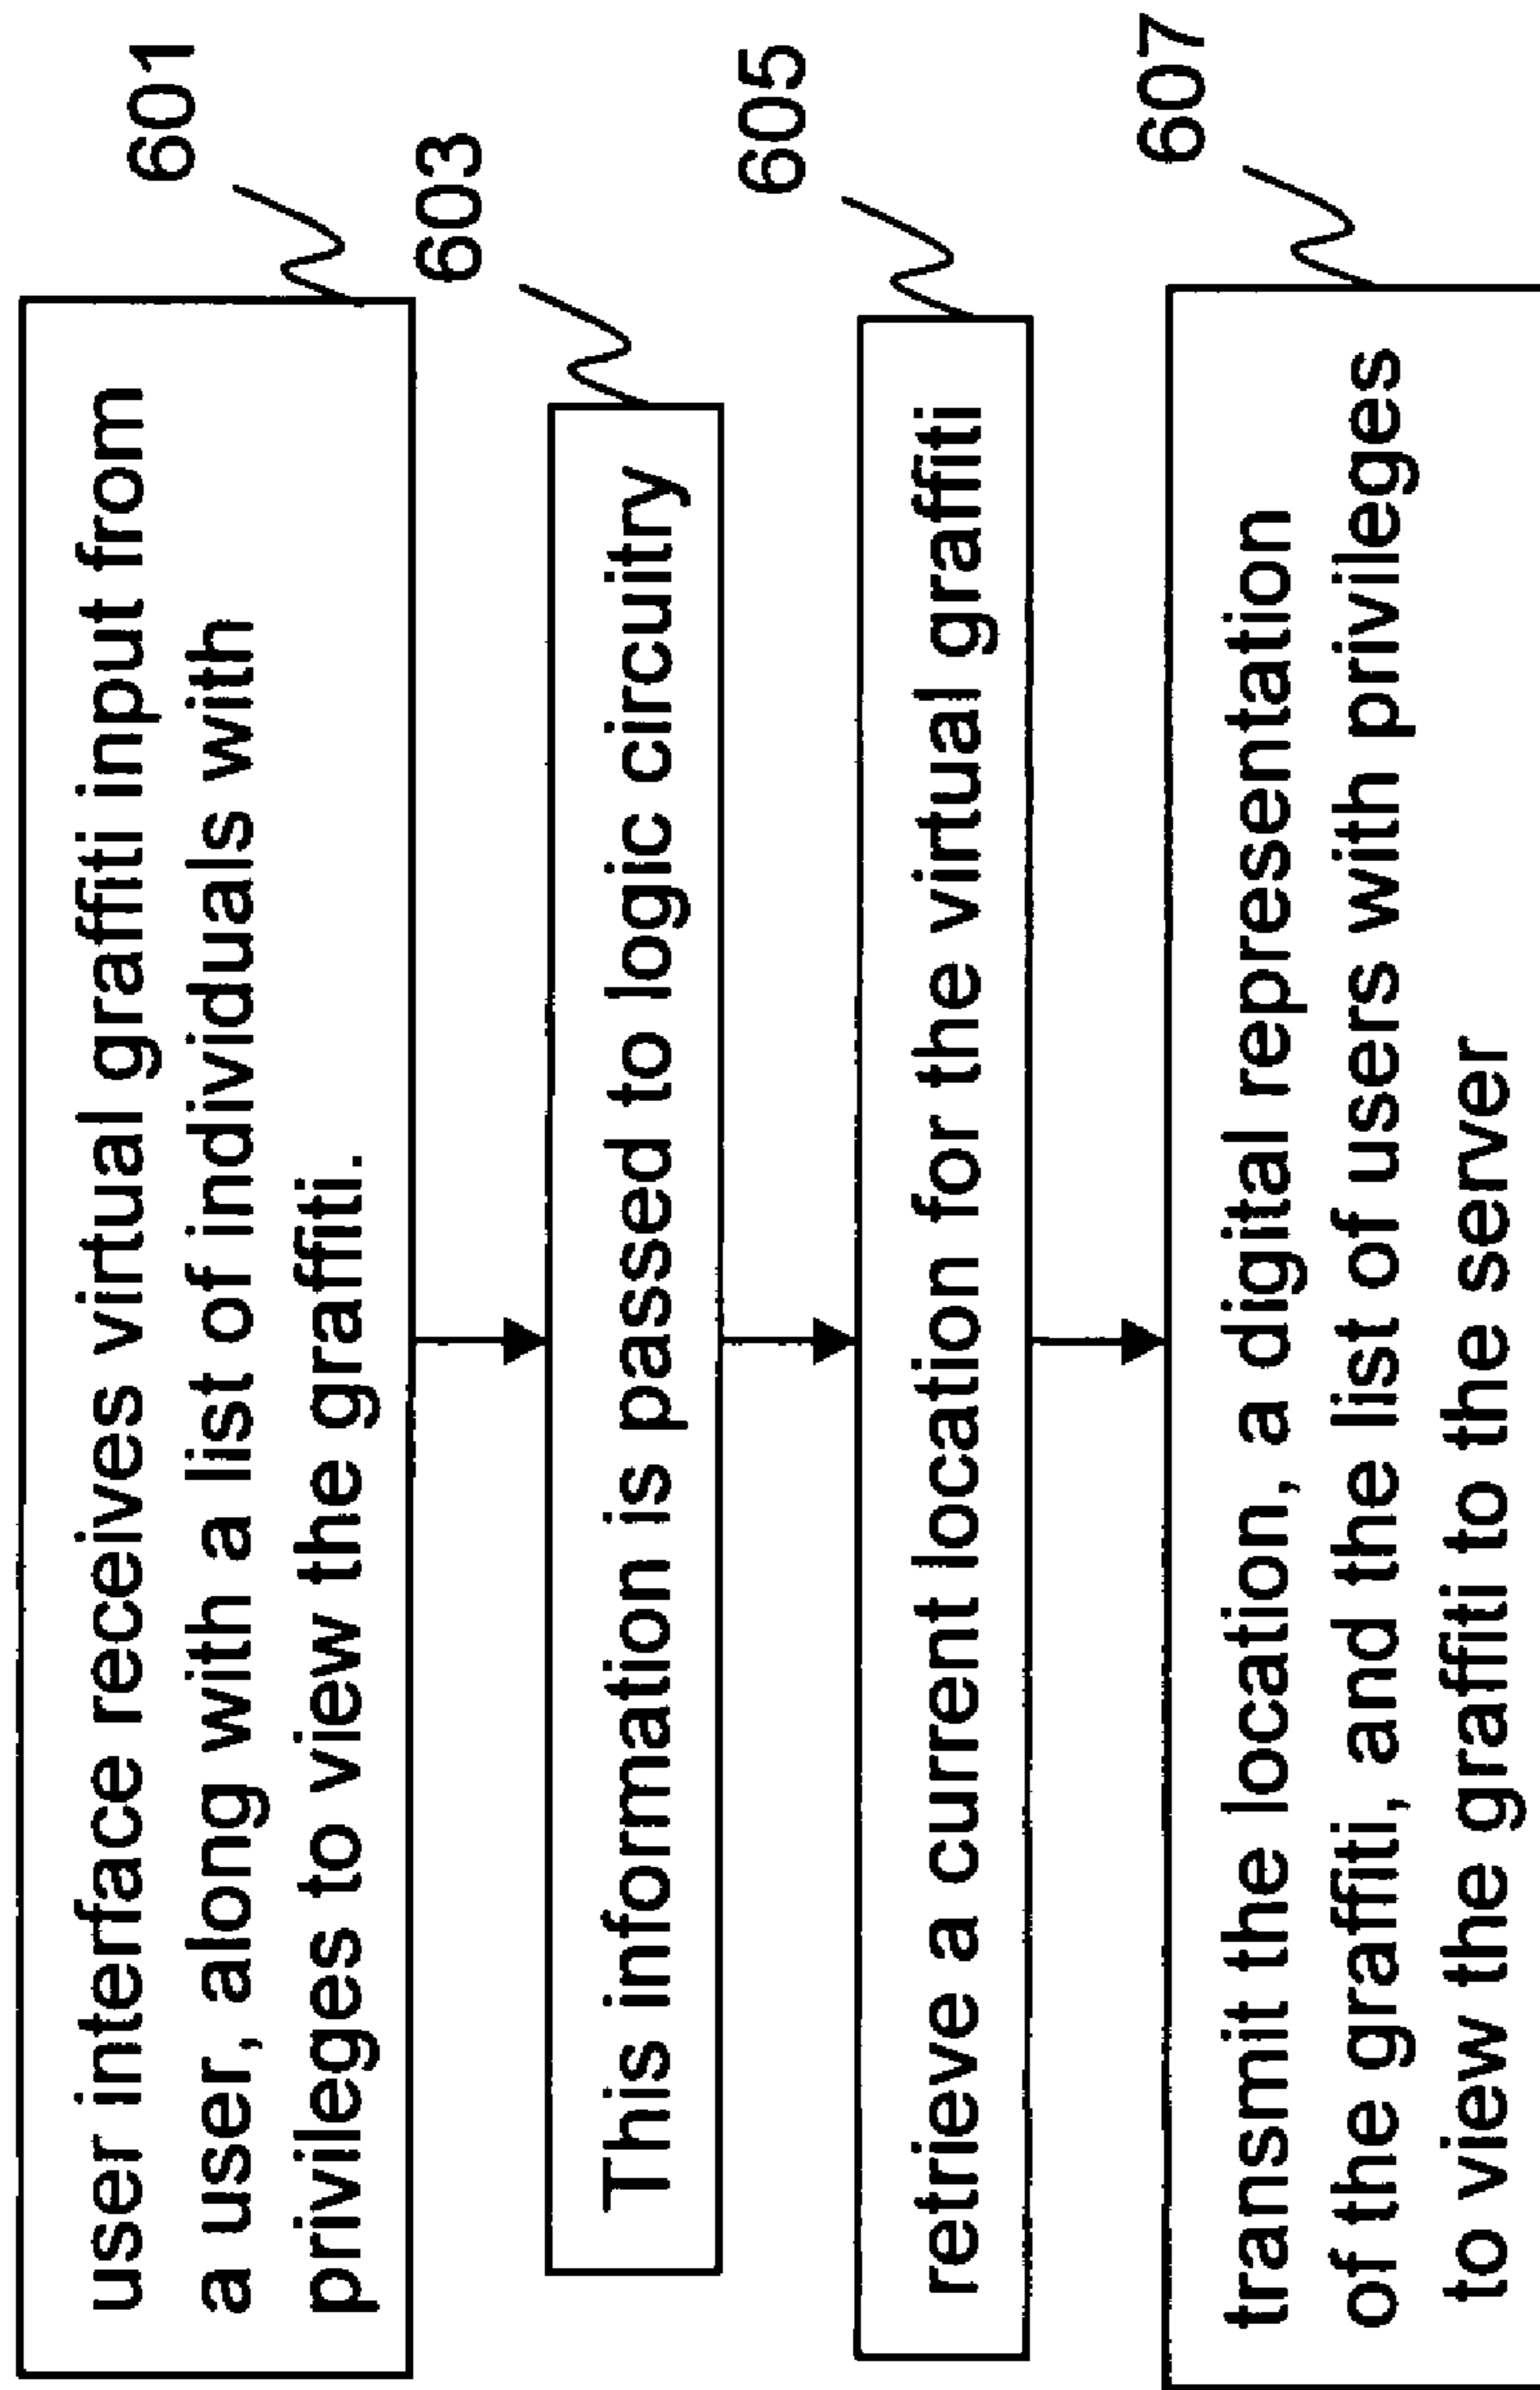 user interface receives virtual graffiti input from
a user, along with a list of individuals with
privileges to view the graffiti.
601
This information is passed to logic circuitry
603
retrieve a current location for the virtual graffiti
605
transmit the location, a digital representation
of the graffiti, and the list of users with privileges
to view the graffiti to the server
607